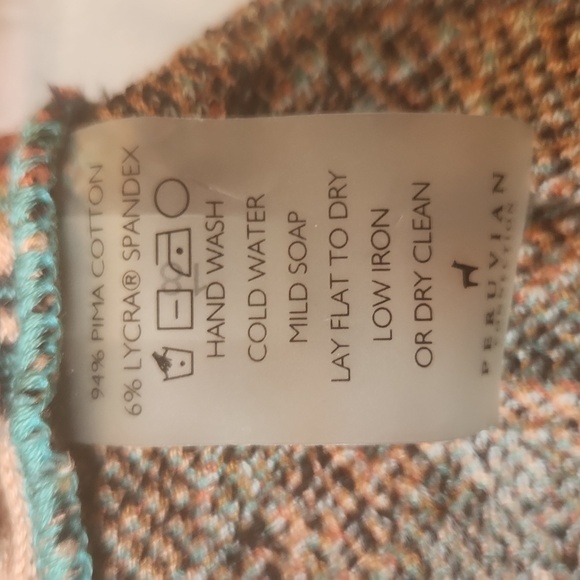 94% PIMA COTTON
6% LYCRA® SPANDEX
HAND WASH
COLD WATER
MILD SOAP
LAY FLAT TO DRY
LOW IRON
OR DRY CLEAN
PERUVIAN